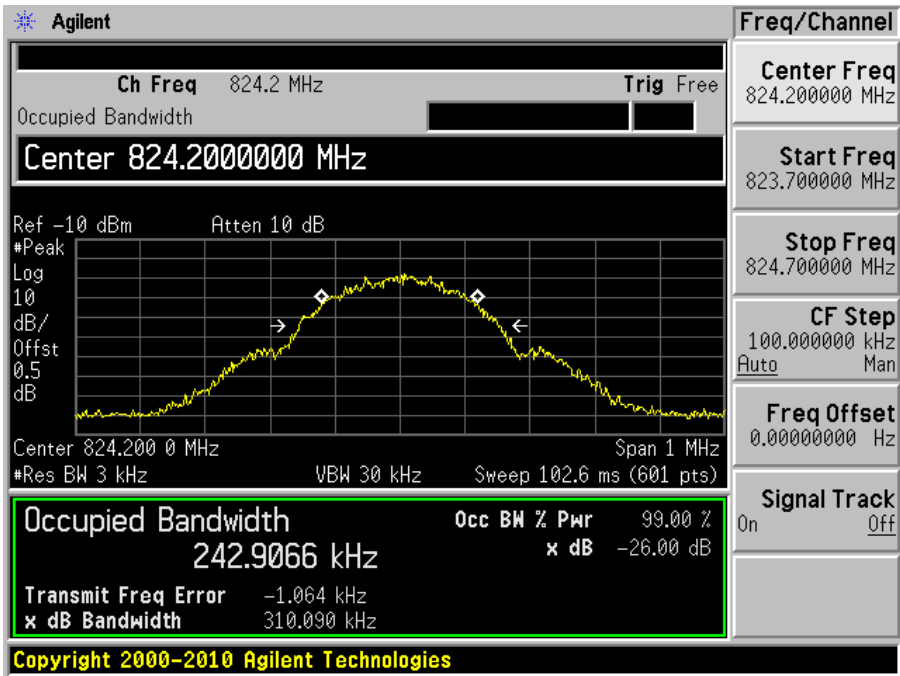 Agilent
Freq/Channel
Ch Freq 824.2 MHz Trig Free
Occupied Bandwidth
Center 824.2000000 MHz
Ref -10 dBm Atten 10 dB
#Peak
Log
10
dB/
Offst
0.5
dB
Center 824.200 0 MHz Span 1 MHz
#Res BW 3 kHz VBW 30 kHz Sweep 102.6 ms (601 pts)
Occupied Bandwidth
242.9066 kHz
Occ BW % Pwr 99.00 %
x dB -26.00 dB
Transmit Freq Error -1.064 kHz
x dB Bandwidth 310.090 kHz
Copyright 2000-2010 Agilent Technologies
Center Freq
824.200000 MHz
Start Freq
823.700000 MHz
Stop Freq
824.700000 MHz
CF Step
100.000000 kHz
Auto Man
Freq Offset
0.00000000 Hz
Signal Track
On Off